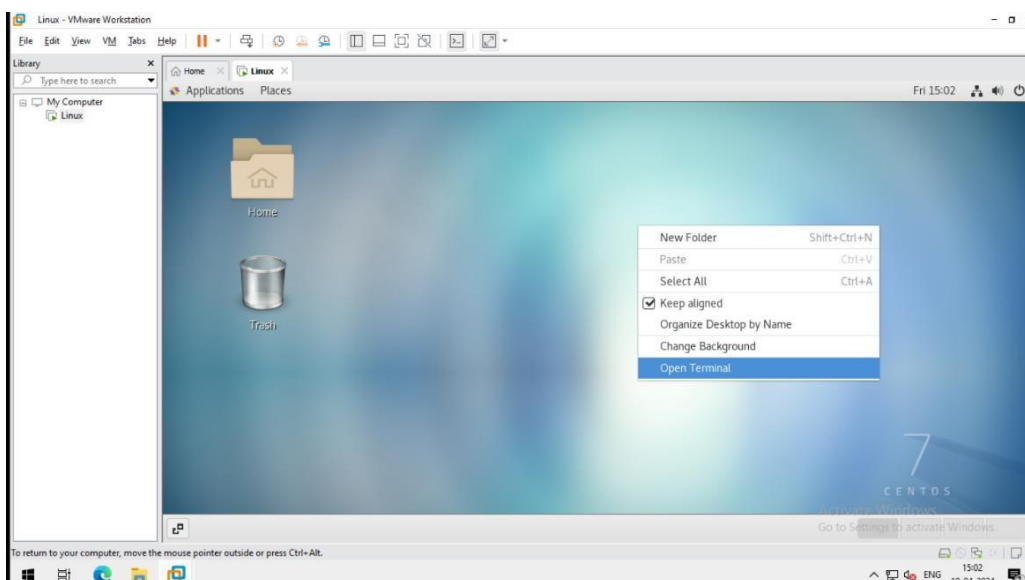 Linux - VMware Workstation
File Edit View VM Tabs Help
Library
Type here to search
My Computer
Linux
Home Linux
Applications Places Fri 15:02
Home
Trash
New Folder Shift+Ctrl+N
Paste Ctrl+V
Select All Ctrl+A
Keep aligned
Organize Desktop by Name
Change Background
Open Terminal
7
CENTOS
Activate Windows
Go to Settings to activate Windows.
To return to your computer, move the mouse pointer outside or press Ctrl+Alt.
ENG 15:02